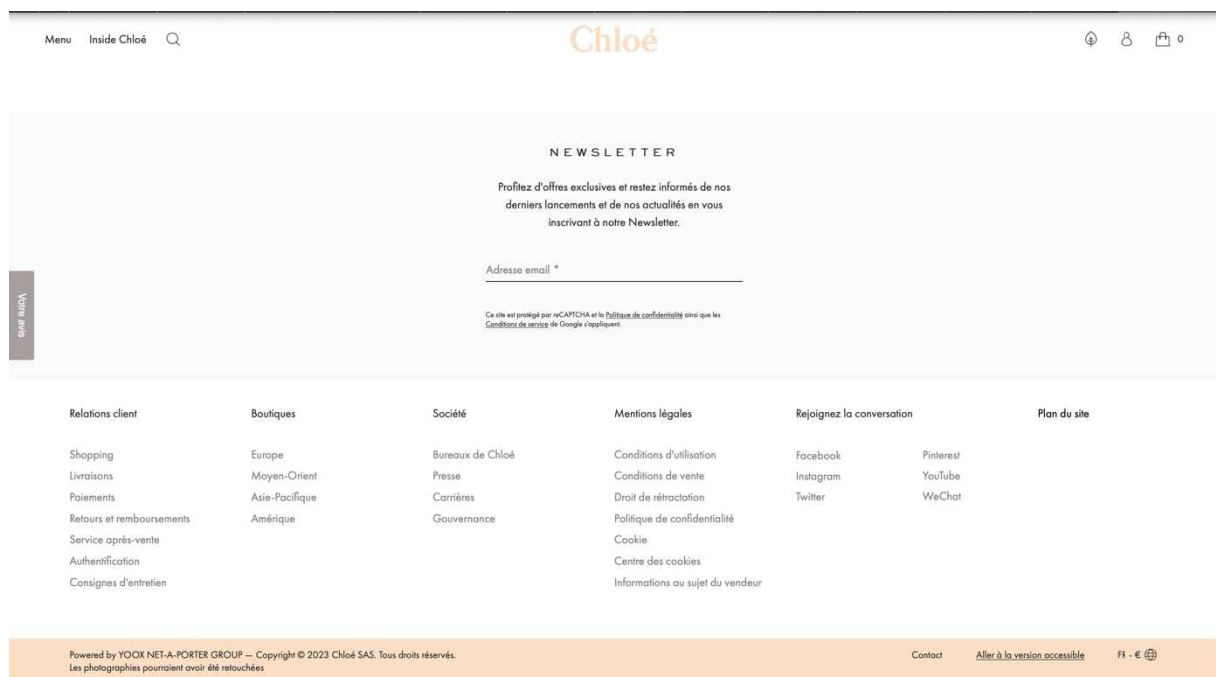 Menu Inside Chloé Chloé 0
NEWSLETTER
Profitez d'offres exclusives et restez informés de nos
derniers lancements et de nos actualités en vous
inscrivant à notre Newsletter.
Adresse email *
Votre avis
Ce site est protégé par reCAPTCHA et la Politique de confidentialité ainsi que les
Conditions de service de Google s'appliquent.
Relations client
Shopping
Livraisons
Paiements
Retours et remboursements
Service après-vente
Authentification
Consignes d'entretien
Boutiques
Europe
Moyen-Orient
Asie-Pacifique
Amérique
Société
Bureaux de Chloé
Presse
Carrières
Gouvernance
Mentions légales
Conditions d'utilisation
Conditions de vente
Droit de rétractation
Politique de confidentialité
Cookie
Centre des cookies
Informations au sujet du vendeur
Rejoignez la conversation
Facebook
Instagram
Twitter
Pinterest
YouTube
WeChat
Plan du site
Powered by YOOX NET-A-PORTER GROUP — Copyright © 2023 Chloé SAS. Tous droits réservés.
Les photographies pourraient avoir été retouchées
Contact Aller à la version accessible FR - €